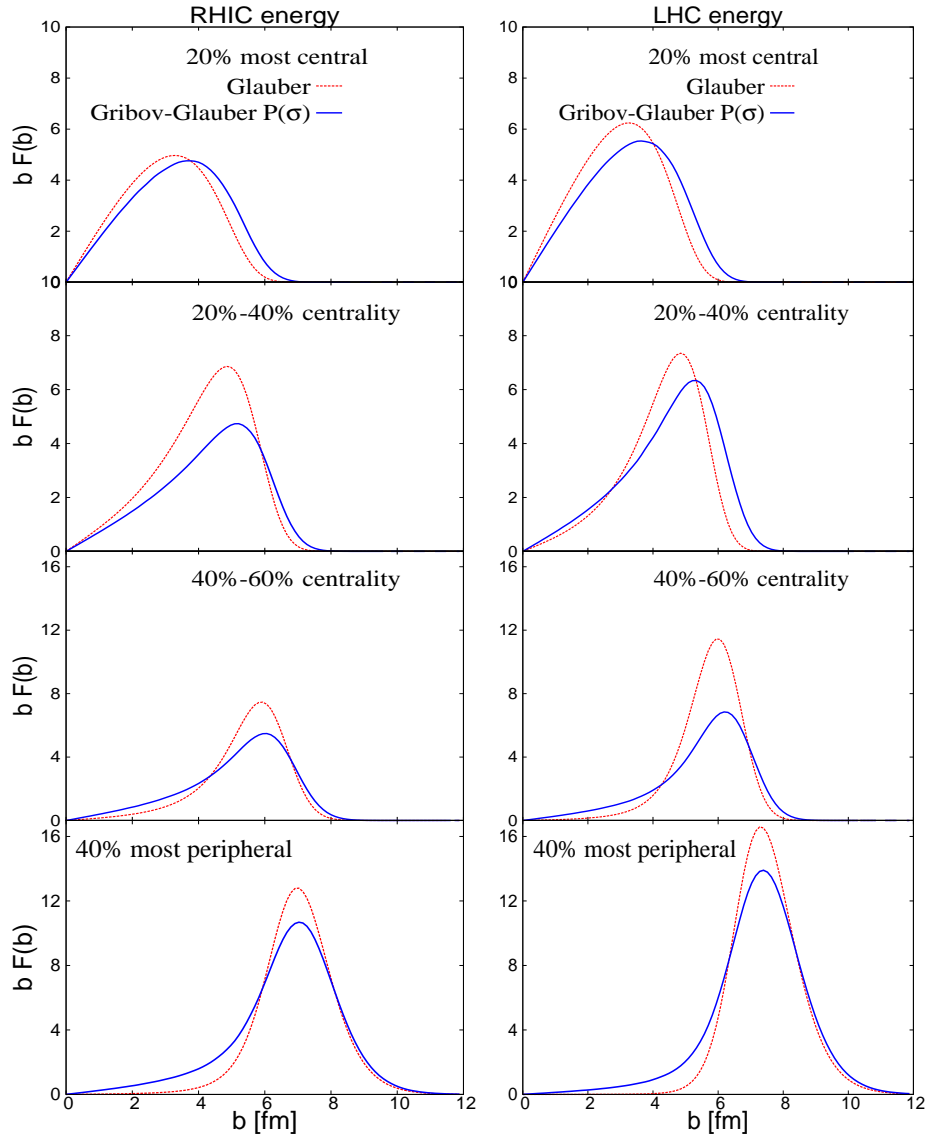 RHIC energy
10
8
6
4
2
0
b F(b)
20% most central
Glauber
Gribov-Glauber P(σ)
LHC energy
10
8
6
4
2
0
20% most central
Glauber
Gribov-Glauber P(σ)
10
8
6
4
2
0
b F(b)
20%-40% centrality
10
8
6
4
2
0
20%-40% centrality
16
12
8
4
0
b F(b)
40%-60% centrality
16
12
8
4
0
40%-60% centrality
16
12
8
4
0
b F(b)
40% most peripheral
0 2 4 6 8 10 12
b [fm]
16
12
8
4
0
40% most peripheral
0 2 4 6 8 10 12
b [fm]